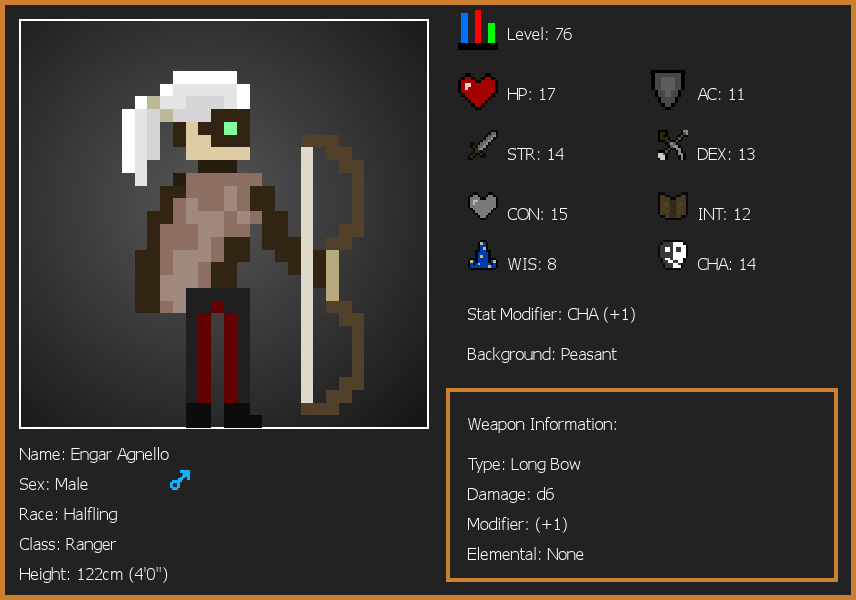 Level: 76
HP: 17
AC: 11
STR: 14
DEX: 13
CON: 15
INT: 12
WIS: 8
CHA: 14
Stat Modifier: CHA (+1)
Background: Peasant
Weapon Information:
Type: Long Bow
Damage: d6
Modifier: (+1)
Elemental: None
Name: Engar Agnello
Sex: Male
Race: Halfling
Class: Ranger
Height: 122cm (4'0")